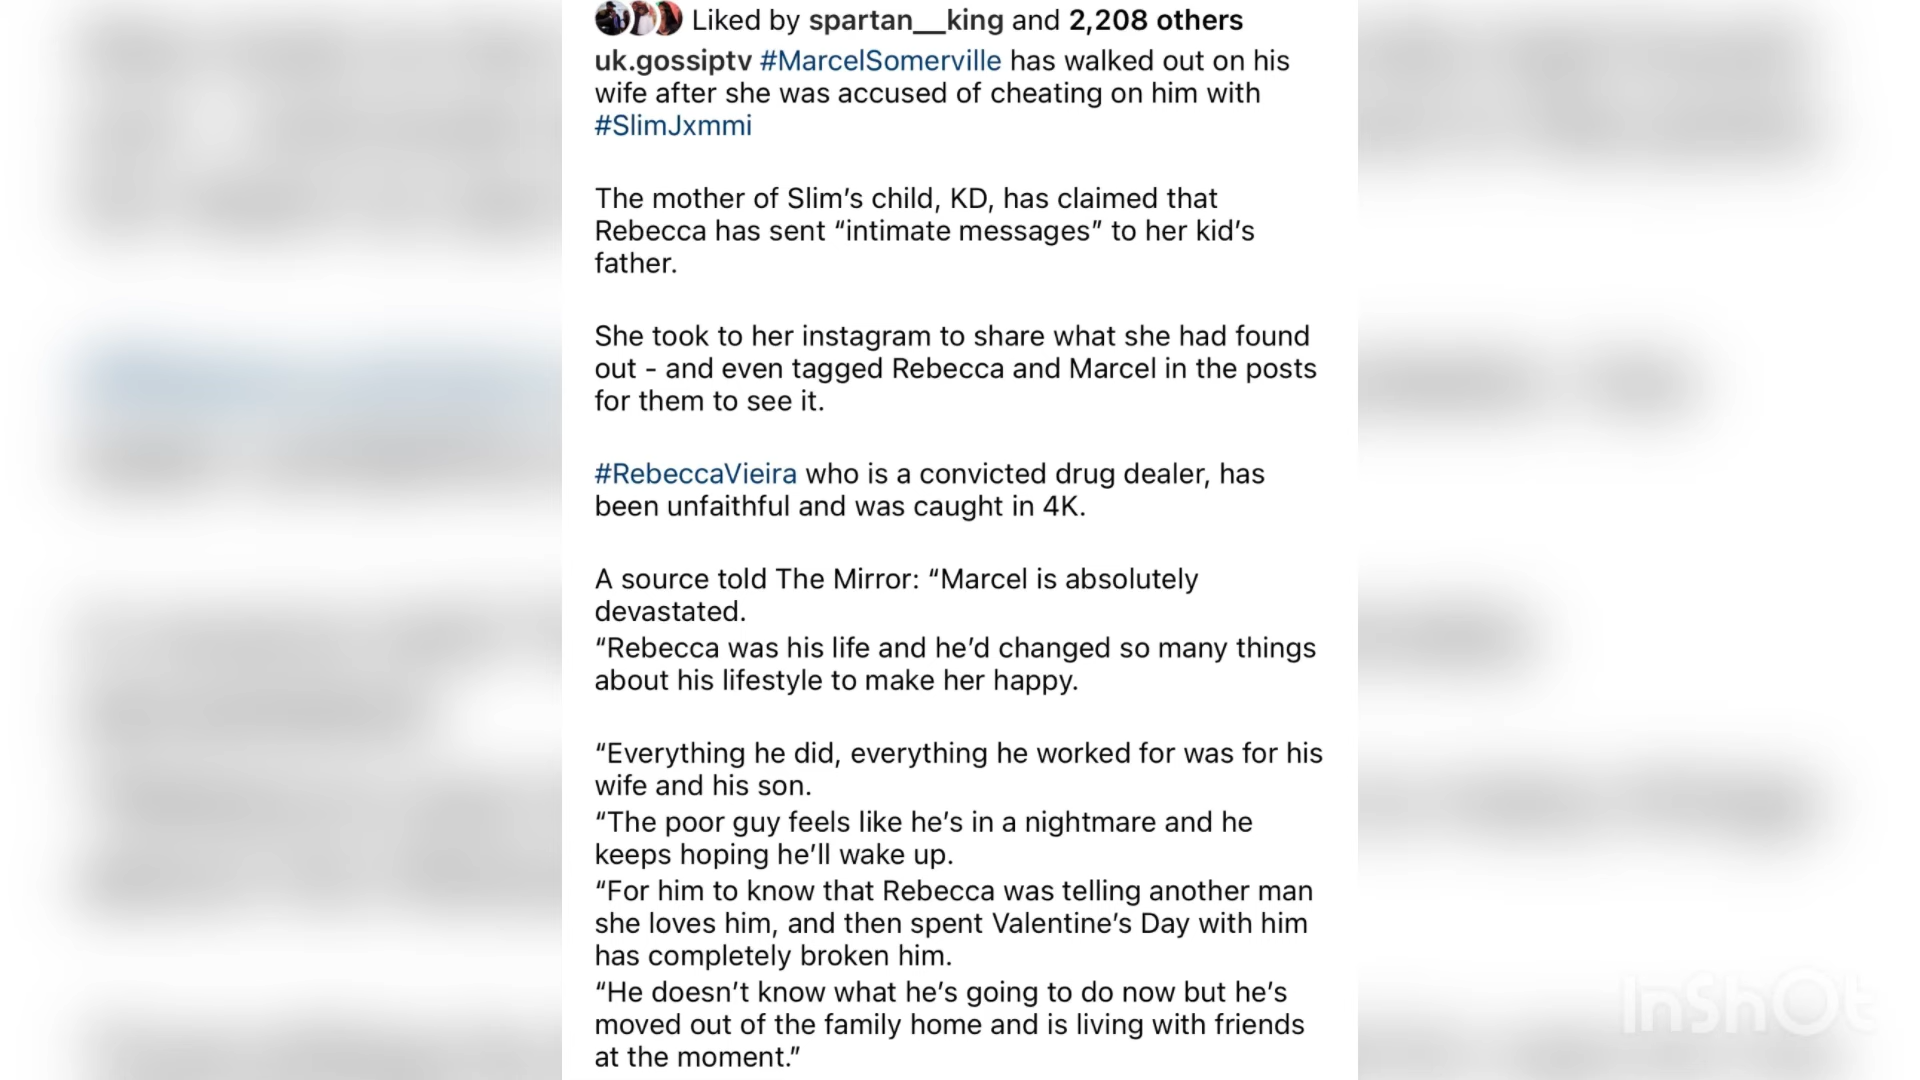 Liked by spartan__king and 2,208 others
uk.gossiptv #MarcelSomerville has walked out on his
wife after she was accused of cheating on him with
#SlimJxmmi
The mother of Slim’s child, KD, has claimed that
Rebecca has sent “intimate messages” to her kid’s
father.
She took to her instagram to share what she had found
out - and even tagged Rebecca and Marcel in the posts
for them to see it.
#RebeccaVieira who is a convicted drug dealer, has
been unfaithful and was caught in 4K.
A source told The Mirror: “Marcel is absolutely
devastated.
“Rebecca was his life and he’d changed so many things
about his lifestyle to make her happy.
“Everything he did, everything he worked for was for his
wife and his son.
“The poor guy feels like he’s in a nightmare and he
keeps hoping he’ll wake up.
“For him to know that Rebecca was telling another man
she loves him, and then spent Valentine’s Day with him
has completely broken him.
“He doesn’t know what he’s going to do now but he’s
moved out of the family home and is living with friends
at the moment.”
InShOt